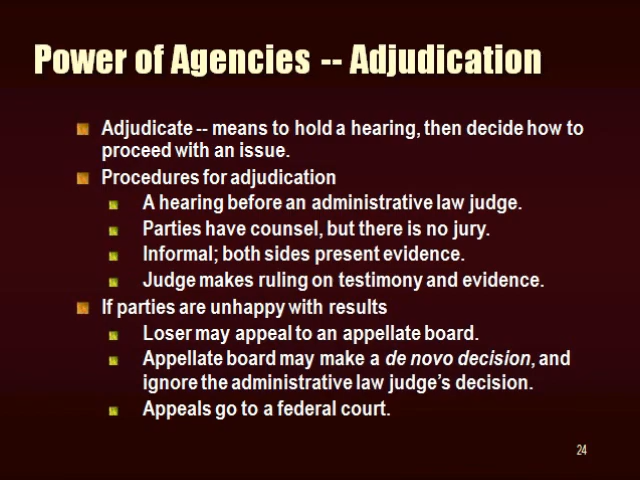 Power of Agencies -- Adjudication
Adjudicate -- means to hold a hearing, then decide how to
proceed with an issue.
Procedures for adjudication
A hearing before an administrative law judge.
Parties have counsel, but there is no jury.
Informal; both sides present evidence.
Judge makes ruling on testimony and evidence.
If parties are unhappy with results
Loser may appeal to an appellate board.
Appellate board may make a de novo decision, and
ignore the administrative law judge's decision.
Appeals go to a federal court.
24